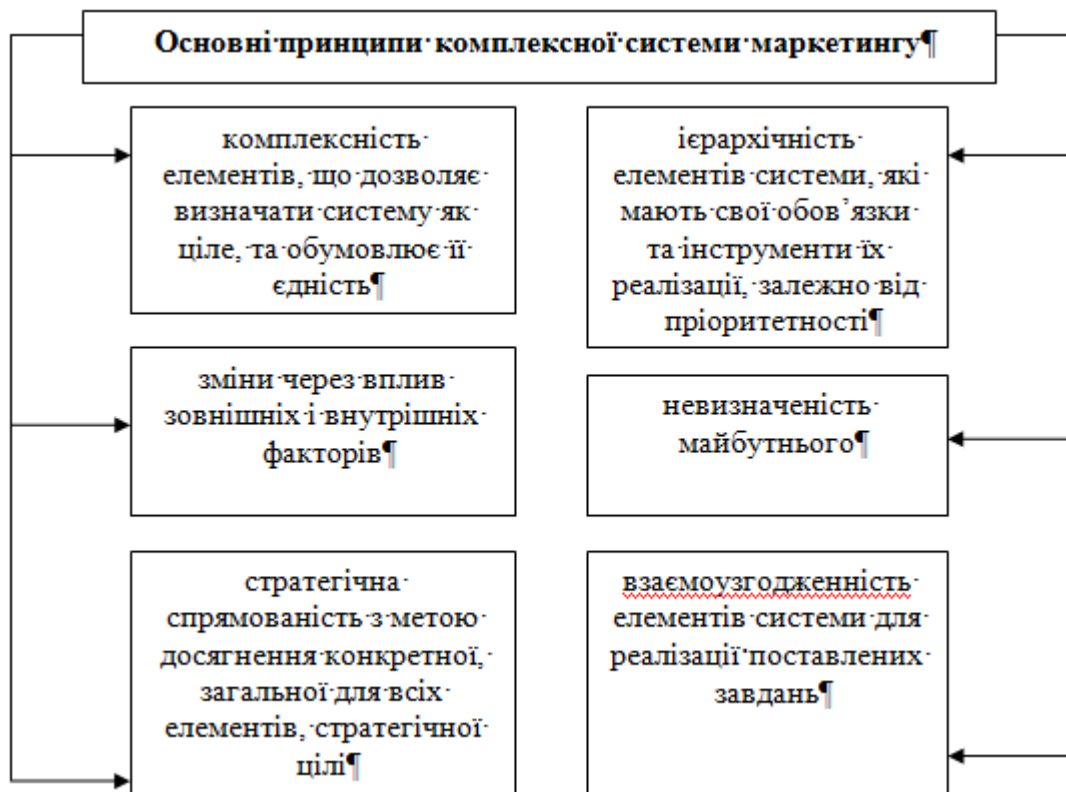 Основні принципи комплексної системи маркетингу¶
комплексність
елементів, що дозволяє
визначати систему як
ціле, та обумовлює її
єдність¶
ієрархічність
елементів системи, які
мають свої обов’язки
та інструменти їх
реалізації, залежно від
пріоритетності¶
зміни через вплив
зовнішніх і внутрішніх
факторів¶
невизначеність
майбутнього¶
стратегічна
спрямованість з метою
досягнення конкретної,
загальної для всіх
елементів, стратегічної
цілі¶
взаємоузгодженність
елементів системи для
реалізації поставлених
завдань¶